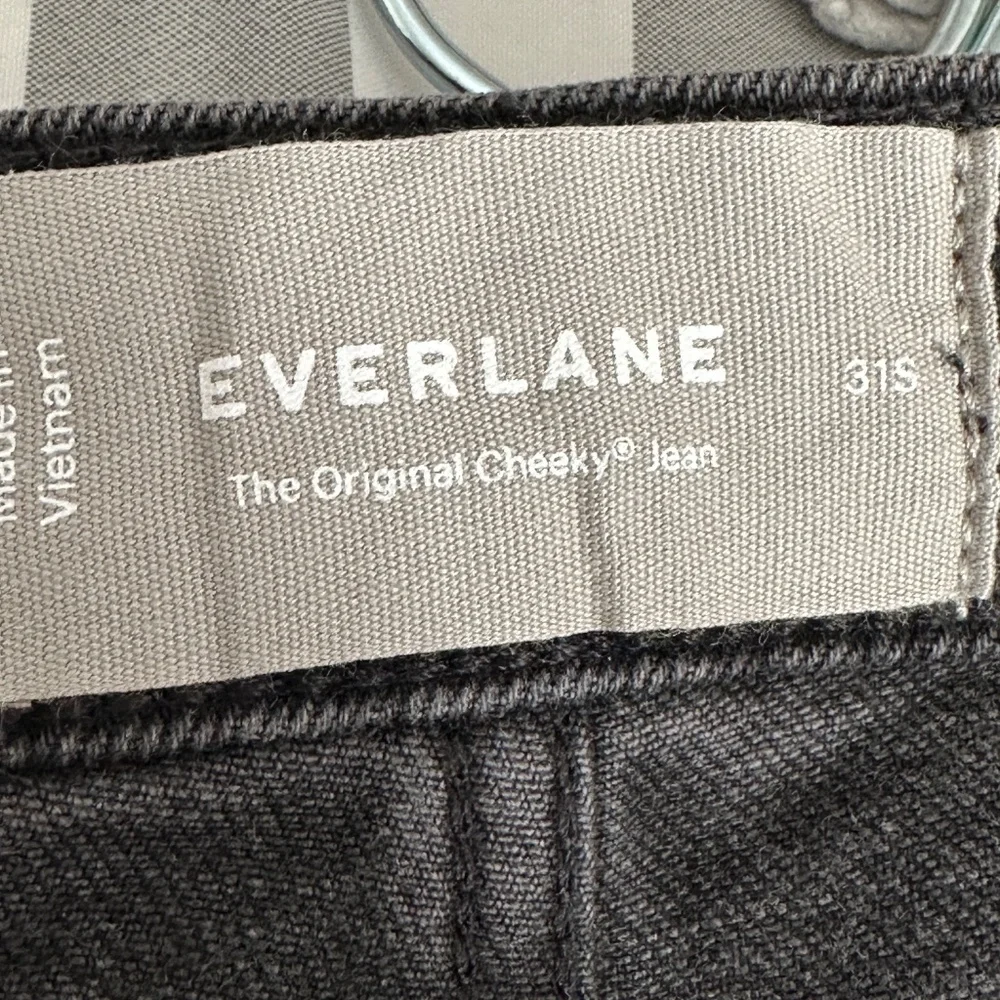 Made in
Vietnam
EVERLANE
The Original Cheeky® Jean
31S